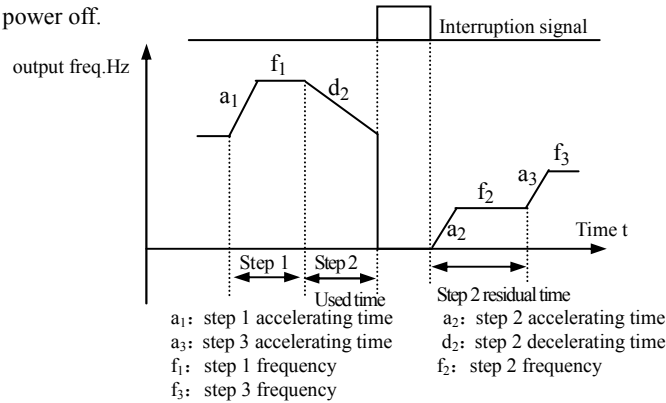 power off.
Interruption signal
output freq.Hz
f₁
a₁
d₂
f₃
a₃
f₂
a₂
Time t
Step 1
Step 2
Used time
Step 2 residual time
a₁：step 1 accelerating time
a₂：step 2 accelerating time
a₃：step 3 accelerating time
d₂：step 2 decelerating time
f₁：step 1 frequency
f₂：step 2 frequency
f₃：step 3 frequency